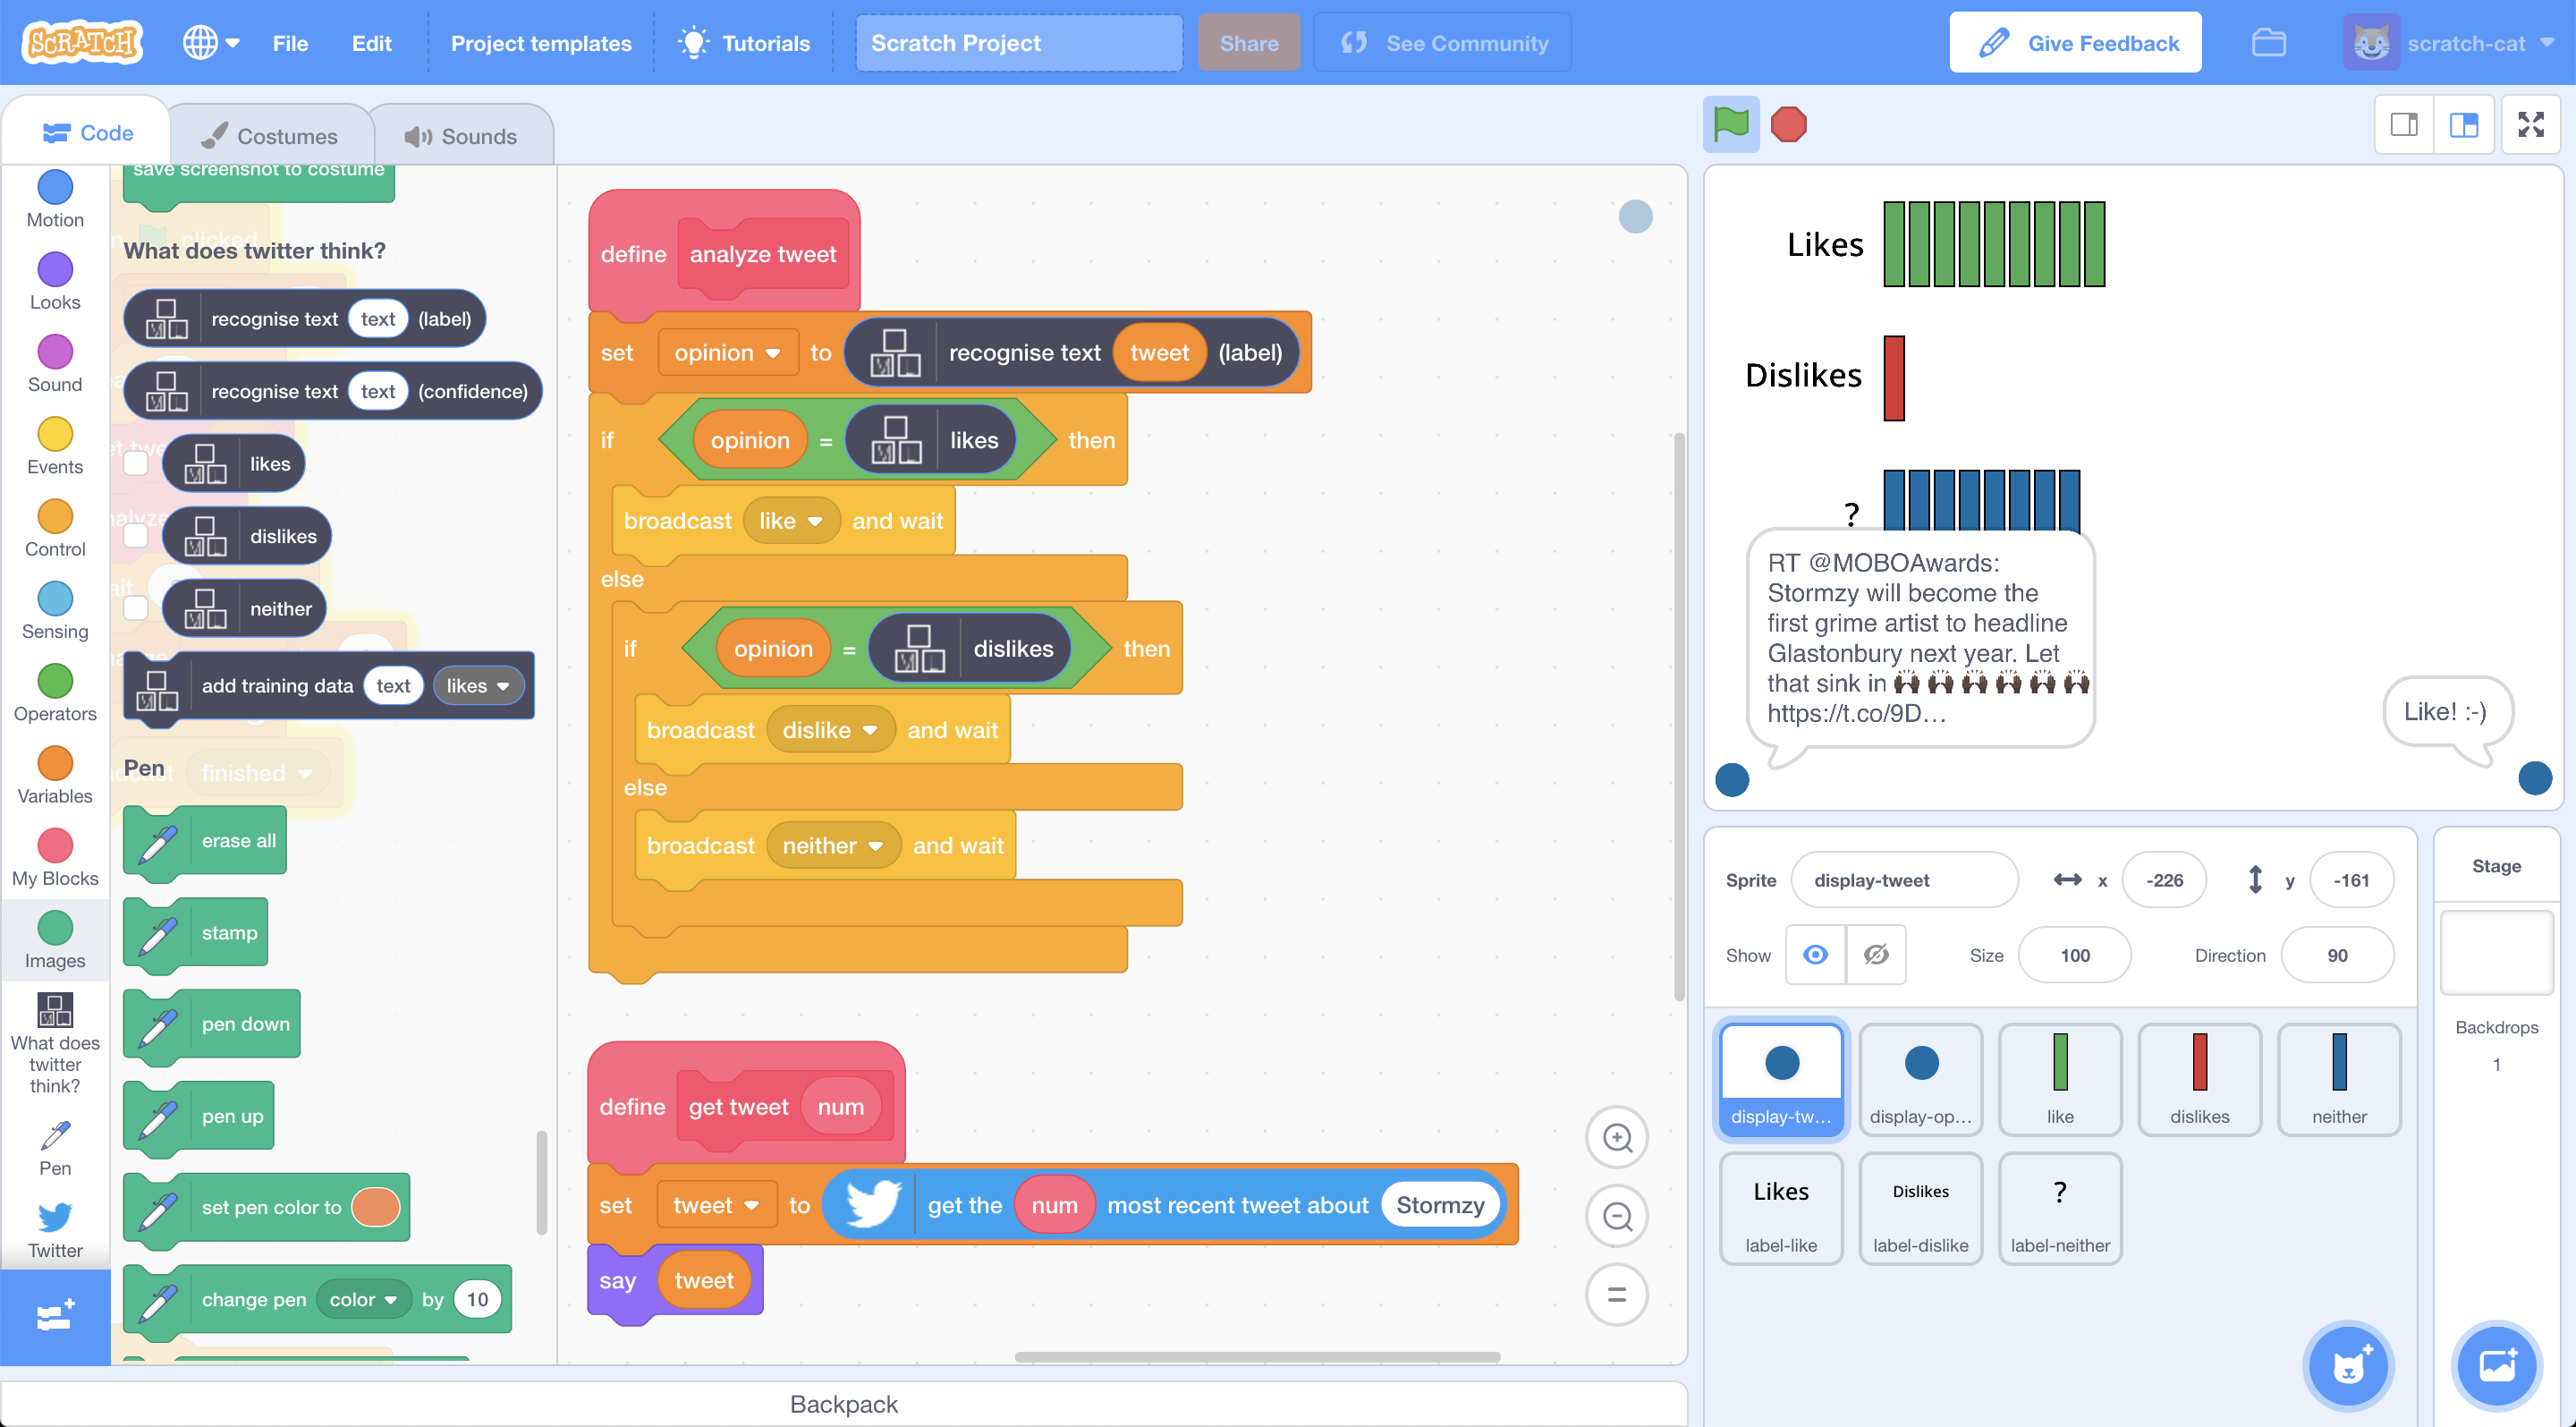 SCRATCH
File
Edit
Project templates
Tutorials
Scratch Project
Share
See Community
Give Feedback
scratch-cat
Code
Costumes
Sounds
Motion
Looks
Sound
Events
Control
Sensing
Operators
Variables
My Blocks
Images
What does
twitter
think?
Pen
Twitter
save screenshot to costume
What does twitter think?
recognise text text (label)
recognise text text (confidence)
likes
dislikes
neither
add training data text likes
Pen
finished
erase all
stamp
pen down
pen up
set pen color to
change pen color by 10
define analyze tweet
set opinion to recognise text tweet (label)
if opinion = likes then
broadcast like and wait
else
if opinion = dislikes then
broadcast dislike and wait
else
broadcast neither and wait
define get tweet num
set tweet to get the num most recent tweet about Stormzy
say tweet
Backpack
Likes
Dislikes
?
RT @MOBOAwards:
Stormzy will become the
first grime artist to headline
Glastonbury next year. Let
that sink in 🙌🏿 🙌🏿 🙌🏿 🙌🏿 🙌🏿 🙌🏿
https://t.co/9D…
Like! :-)
Sprite display-tweet x -226 y -161
Show Size 100 Direction 90
display-tw...
display-op...
like
dislikes
neither
Likes
label-like
Dislikes
label-dislike
?
label-neither
Stage
Backdrops
1